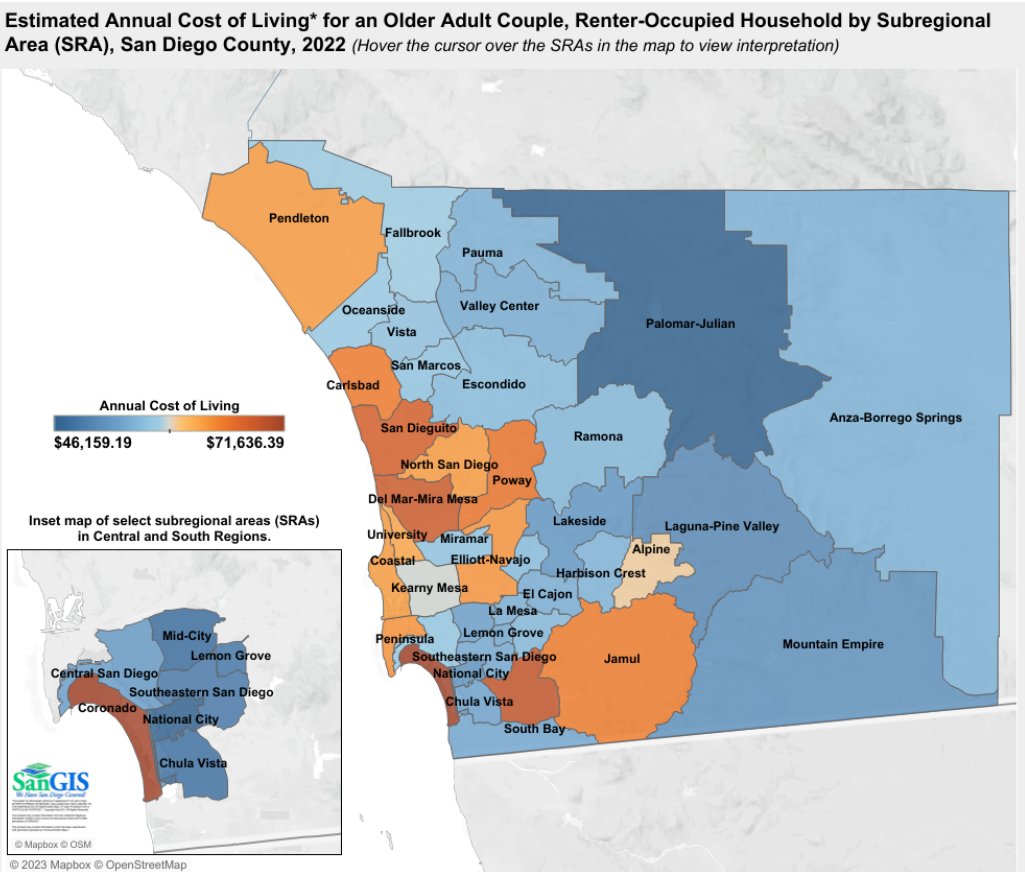 Estimated Annual Cost of Living* for an Older Adult Couple, Renter-Occupied Household by Subregional
Area (SRA), San Diego County, 2022 (Hover the cursor over the SRAs in the map to view interpretation)
Pendleton
Fallbrook
Pauma
Oceanside
Valley Center
Vista
Palomar-Julian
San Marcos
Carlsbad
Escondido
Annual Cost of Living
$46,159.19
$71,636.39
Anza-Borrego Springs
San Dieguito
Ramona
North San Diego
Poway
Del Mar-Mira Mesa
Lakeside
Laguna-Pine Valley
University
Miramar
Alpine
Coastal
Elliott-Navajo
Harbison Crest
Kearny Mesa
El Cajon
La Mesa
Peninsula
Lemon Grove
Mountain Empire
Southeastern San Diego
Jamul
National City
Chula Vista
South Bay
Inset map of select subregional areas (SRAs)
in Central and South Regions.
Mid-City
Lemon Grove
Central San Diego
Southeastern San Diego
Coronado
National City
Chula Vista
SanGIS
We Have San Diego Covered!
© Mapbox © OSM
© 2023 Mapbox © OpenStreetMap